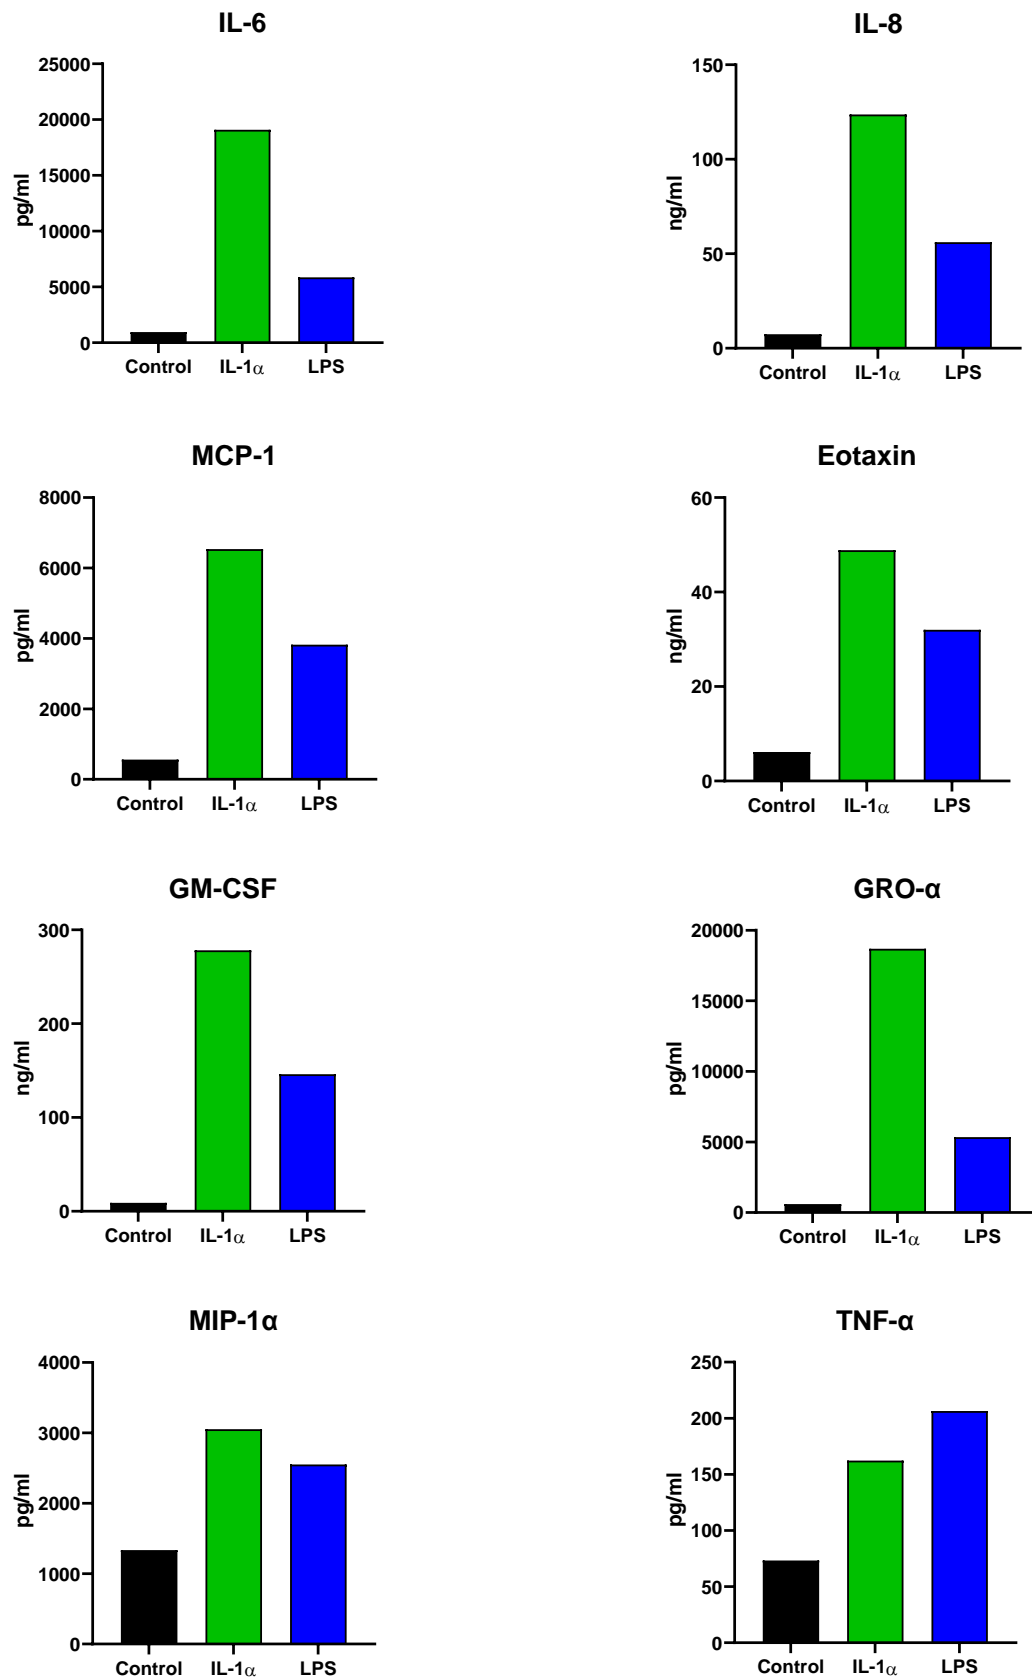 IL-6
25000
20000
15000
10000
5000
0
pg/ml
Control IL-1α LPS
IL-8
150
100
50
0
ng/ml
Control IL-1α LPS
MCP-1
8000
6000
4000
2000
0
pg/ml
Control IL-1α LPS
Eotaxin
60
40
20
0
ng/ml
Control IL-1α LPS
GM-CSF
300
200
100
0
ng/ml
Control IL-1α LPS
GRO-α
20000
15000
10000
5000
0
pg/ml
Control IL-1α LPS
MIP-1α
4000
3000
2000
1000
0
pg/ml
Control IL-1α LPS
TNF-α
250
200
150
100
50
0
pg/ml
Control IL-1α LPS